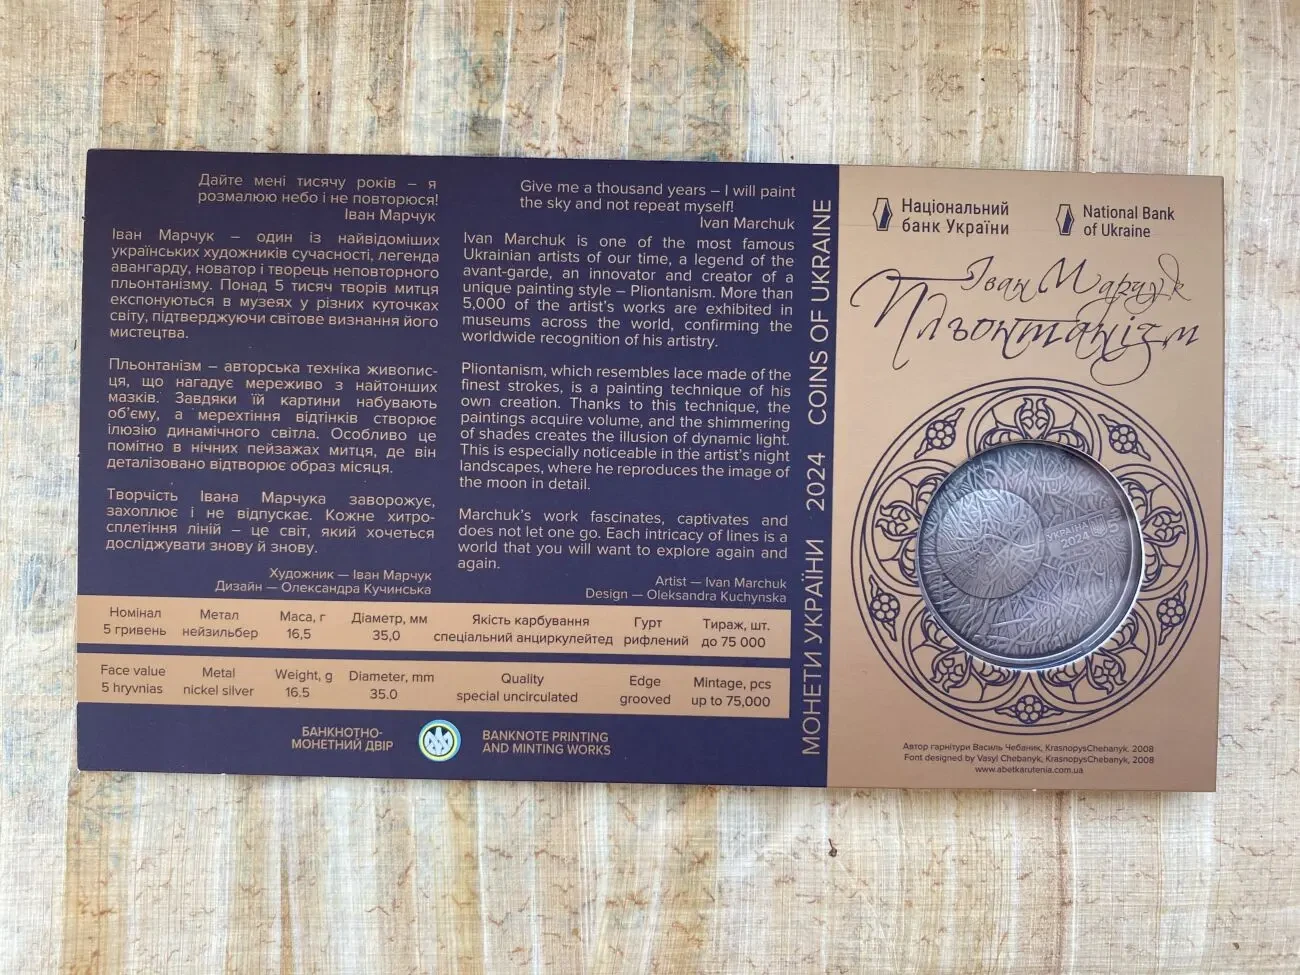 Дайте мені тисячу років – я
розмалюю небо і не повторюся!
Іван Марчук
Іван Марчук – один із найвідоміших
українських художників сучасності, легенда
авангарду, новатор і творець неповторного
пльонтанізму. Понад 5 тисяч творів митця
експонуються в музеях у різних куточках
світу, підтверджуючи світове визнання його
мистецтва.
Пльонтанізм – авторська техніка живопис-
ця, що нагадує мереживо з найтонших
мазків. Завдяки їй картини набувають
об’єму, а мерехтіння відтінків створює
ілюзію динамічного світла. Особливо це
помітно в нічних пейзажах митця, де він
деталізовано відтворює образ місяця.
Творчість Івана Марчука заворожує,
захоплює і не відпускає. Кожне хитро-
сплетіння ліній – це світ, який хочеться
досліджувати знову й знову.
Художник — Іван Марчук
Дизайн — Олександра Кучинська
Give me a thousand years – I will paint
the sky and not repeat myself!
Ivan Marchuk
Ivan Marchuk is one of the most famous
Ukrainian artists of our time, a legend of the
avant-garde, an innovator and creator of a
unique painting style – Pliontanism. More than
5,000 of the artist’s works are exhibited in
museums across the world, confirming the
worldwide recognition of his artistry.
Pliontanism, which resembles lace made of the
finest strokes, is a painting technique of his
own creation. Thanks to this technique, the
paintings acquire volume, and the shimmering
of shades creates the illusion of dynamic light.
This is especially noticeable in the artist’s night
landscapes, where he reproduces the image of
the moon in detail.
Marchuk’s work fascinates, captivates and
does not let one go. Each intricacy of lines is a
world that you will want to explore again and
again.
Artist — Ivan Marchuk
Design — Oleksandra Kuchynska
Номінал Метал Маса, г Діаметр, мм Якість карбування Гурт Тираж, шт.
5 гривень нейзильбер 16,5 35,0 спеціальний анциркулейтед рифлений до 75 000
Face value Metal Weight, g Diameter, mm Quality Edge Mintage, pcs
5 hryvnias nickel silver 16.5 35.0 special uncirculated grooved up to 75,000
БАНКНОТНО-
МОНЕТНИЙ ДВІР
BANKNOTE PRINTING
AND MINTING WORKS
МОНЕТИ УКРАЇНИ 2024 COINS OF UKRAINE
Національний
банк України
National Bank
of Ukraine
Іван Марчук
Пльонтанізм
УКРАЇНА
2024 5
Автор гарнітури Василь Чебаник, KrasnopysChebanyk, 2008
Font designed by Vasyl Chebanyk, KrasnopysChebanyk, 2008
www.abetkarutenia.com.ua